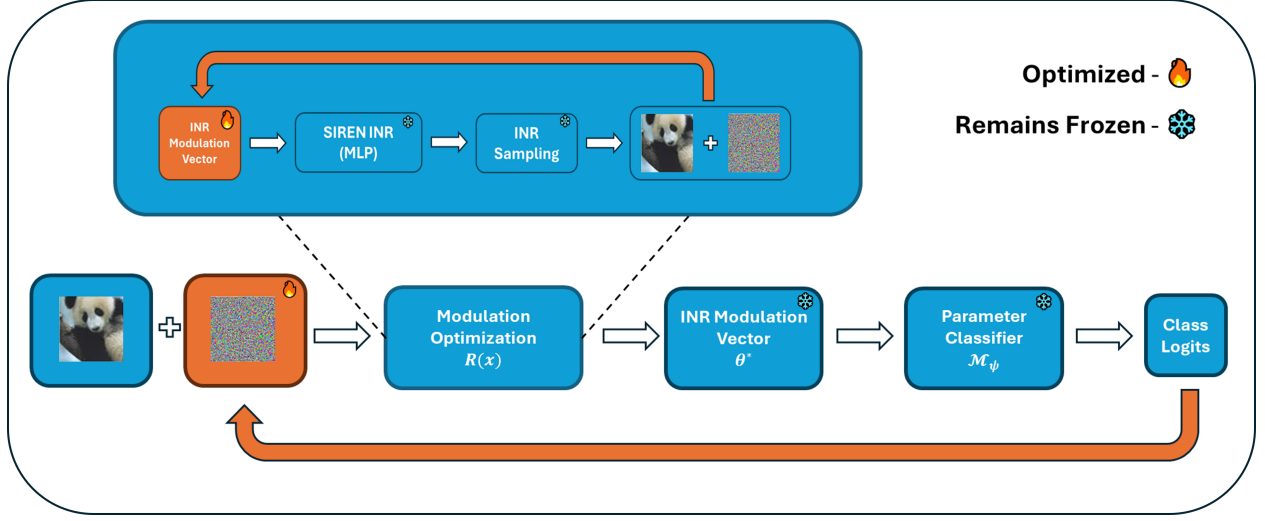 Optimized -
Remains Frozen -
INR
Modulation
Vector
SIREN INR
(MLP)
INR
Sampling
Modulation
Optimization
R(x)
INR Modulation
Vector
θ*
Parameter
Classifier
ℳψ
Class
Logits